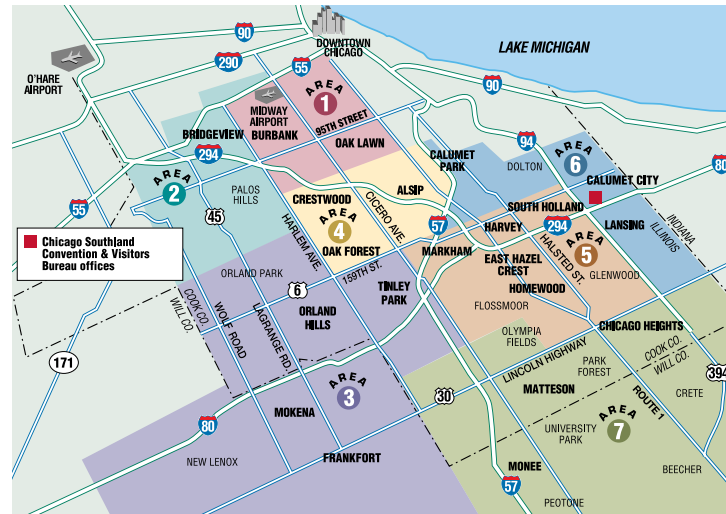 90
DOWNTOWN
CHICAGO
LAKE MICHIGAN
290
55
O'HARE
AIRPORT
90
AREA
1
MIDWAY
AIRPORT
BURBANK
95TH STREET
BRIDGEVIEW
OAK LAWN
94
AREA
6
80
294
CALUMET
PARK
DOLTON
CALUMET CITY
AREA
2
PALOS
HILLS
CRESTWOOD
ALSIP
CICERO AVE.
55
45
HARLEM AVE.
AREA
4
OAK FOREST
57
SOUTH HOLLAND
294
LANSING
INDIANA
ILLINOIS
HARVEY
HALSTED ST.
AREA
5
Chicago Southland
Convention & Visitors
Bureau offices
MARKHAM
EAST HAZEL
CREST
GLENWOOD
ORLAND PARK
159TH ST.
6
TINLEY
PARK
HOMEWOOD
FLOSSMOOR
COOK CO.
WILL CO.
WOLF ROAD
LAGRANGE RD.
ORLAND
HILLS
OLYMPIA
FIELDS
CHICAGO HEIGHTS
LINCOLN HIGHWAY
COOK CO.
WILL CO.
171
PARK
FOREST
394
AREA
3
30
MATTESON
ROUTE 1
CRETE
MOKENA
80
AREA
7
UNIVERSITY
PARK
NEW LENOX
FRANKFORT
MONEE
BEECHER
57
PEOTONE